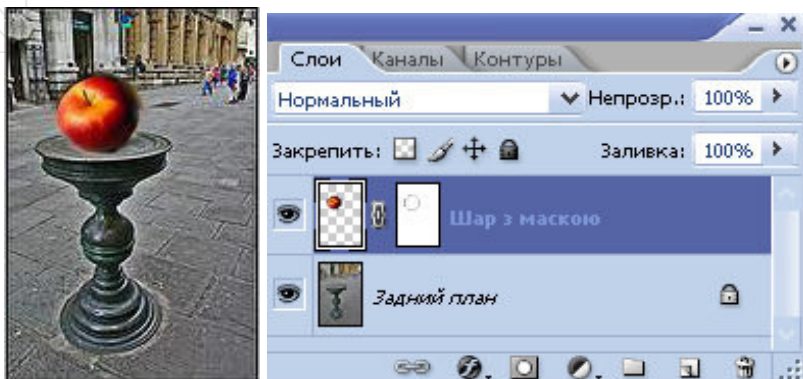 Слои Каналы Контуры
Нормальный Непрозр.: 100%
Закрепить: Заливка: 100%
Шар з маскою
Задний план